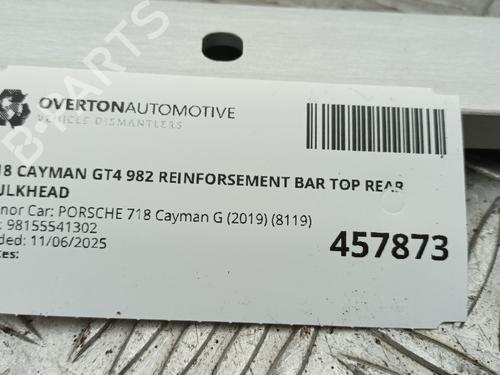 B-PARTS
OVERTONAUTOMOTIVE
VEHICLE DISMANTLERS
18 CAYMAN GT4 982 REINFORSEMENT BAR TOP REAR
ULKHEAD
nor Car: PORSCHE 718 Cayman G (2019) (8119)
: 98155541302
ded: 11/06/2025
tes:
457873